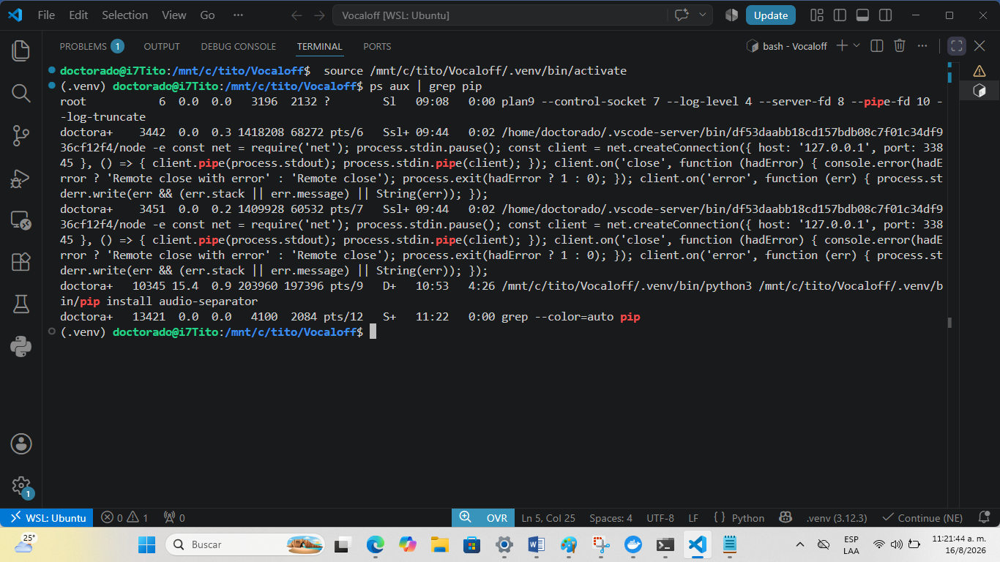 File Edit Selection View Go ···
Vocaloff [WSL: Ubuntu]
Update
PROBLEMS 1 OUTPUT DEBUG CONSOLE TERMINAL PORTS
bash - Vocaloff
doctorado@i7Tito:/mnt/c/tito/Vocaloff$  source /mnt/c/tito/Vocaloff/.venv/bin/activate
(.venv) doctorado@i7Tito:/mnt/c/tito/Vocaloff$ ps aux | grep pip
root           6  0.0  0.0   3196  2132 ?        Sl   09:08   0:00 plan9 --control-socket 7 --log-level 4 --server-fd 8 --pipe-fd 10 -
-log-truncate
doctora+    3442  0.0  0.3 1418208 68272 pts/6   Ssl+ 09:44   0:02 /home/doctorado/.vscode-server/bin/df53daabb18cd157bdb08c7f01c34df9
36cf12f4/node -e const net = require('net'); process.stdin.pause(); const client = net.createConnection({ host: '127.0.0.1', port: 338
45 }, () => { client.pipe(process.stdout); process.stdin.pipe(client); }); client.on('close', function (hadError) { console.error(hadE
rror ? 'Remote close with error' : 'Remote close'); process.exit(hadError ? 1 : 0); }); client.on('error', function (err) { process.st
derr.write(err && (err.stack || err.message) || String(err)); });
doctora+    3451  0.0  0.2 1409928 60532 pts/7   Ssl+ 09:44   0:02 /home/doctorado/.vscode-server/bin/df53daabb18cd157bdb08c7f01c34df9
36cf12f4/node -e const net = require('net'); process.stdin.pause(); const client = net.createConnection({ host: '127.0.0.1', port: 338
45 }, () => { client.pipe(process.stdout); process.stdin.pipe(client); }); client.on('close', function (hadError) { console.error(hadE
rror ? 'Remote close with error' : 'Remote close'); process.exit(hadError ? 1 : 0); }); client.on('error', function (err) { process.st
derr.write(err && (err.stack || err.message) || String(err)); });
doctora+   10345 15.4  0.9 203960 197396 pts/9   D+   10:53   4:26 /mnt/c/tito/Vocaloff/.venv/bin/python3 /mnt/c/tito/Vocaloff/.venv/b
in/pip install audio-separator
doctora+   13421  0.0  0.0   4100  2084 pts/12   S+   11:22   0:00 grep --color=auto pip
(.venv) doctorado@i7Tito:/mnt/c/tito/Vocaloff$
1
WSL: Ubuntu 0 1 0 OVR Ln 5, Col 25 Spaces: 4 UTF-8 LF { } Python .venv (3.12.3) Continue (NE)
25°
Buscar
ESP
LAA
11:21:44 a. m.
16/8/2026